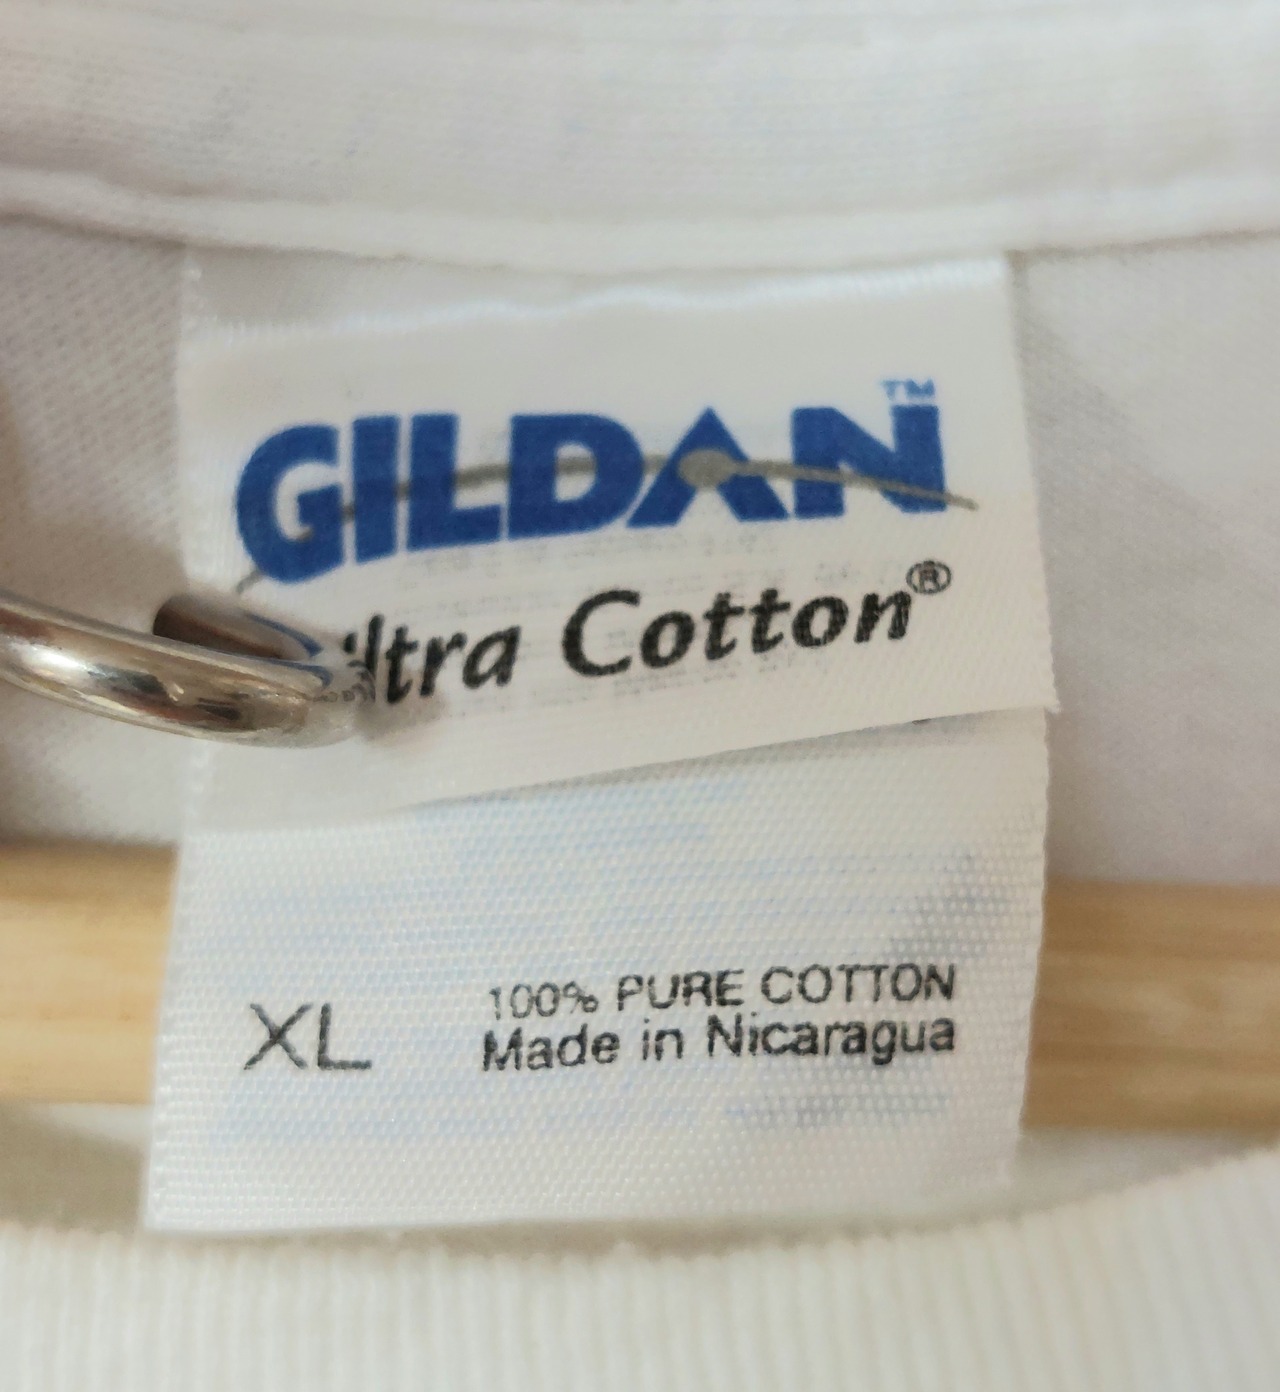 GILDAN™
ltra Cotton®
100% PURE COTTON
XL Made in Nicaragua